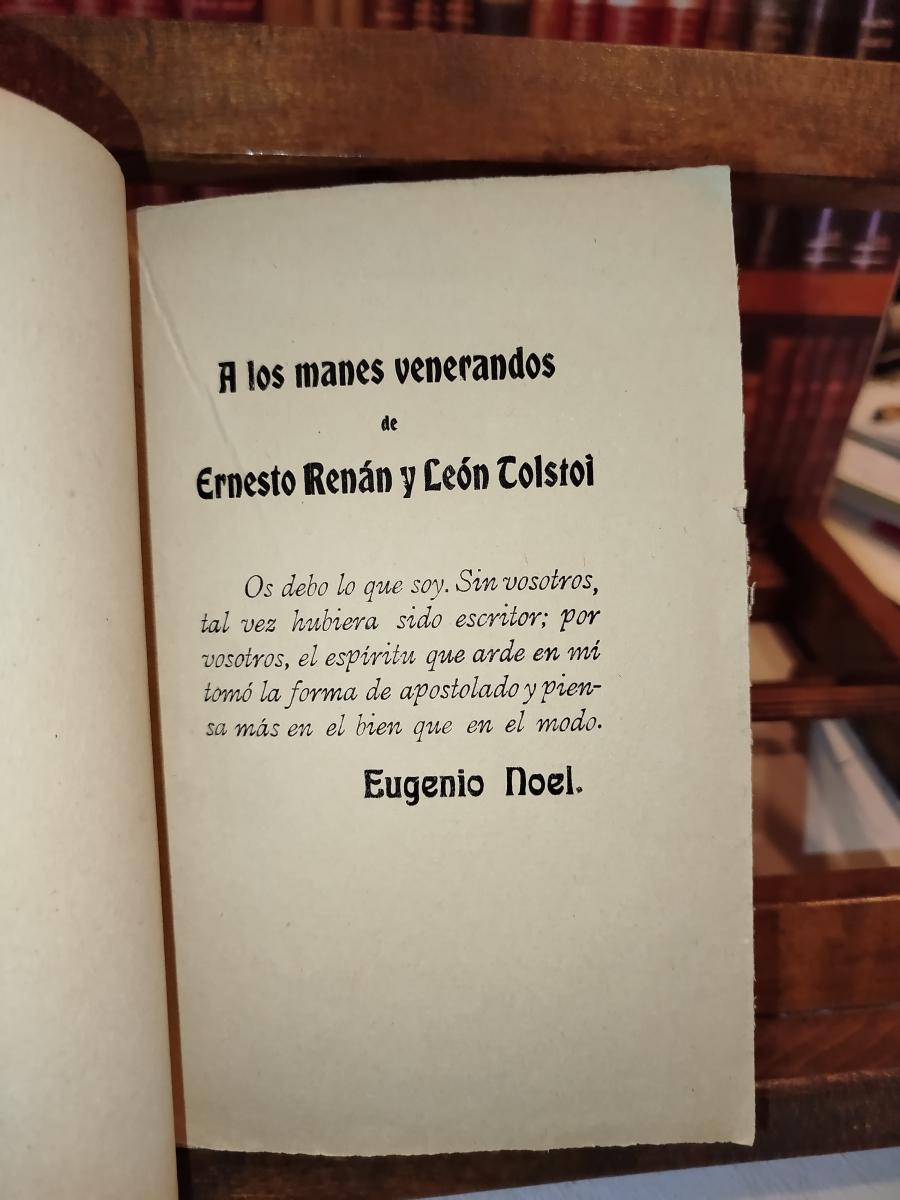 A los manes venerandos
de
Ernesto Renán y León Tolstoi
Os debo lo que soy. Sin vosotros,
tal vez hubiera sido escritor; por
vosotros, el espíritu que arde en mí
tomó la forma de apostolado y pien-
sa más en el bien que en el modo.
Eugenio Noel.